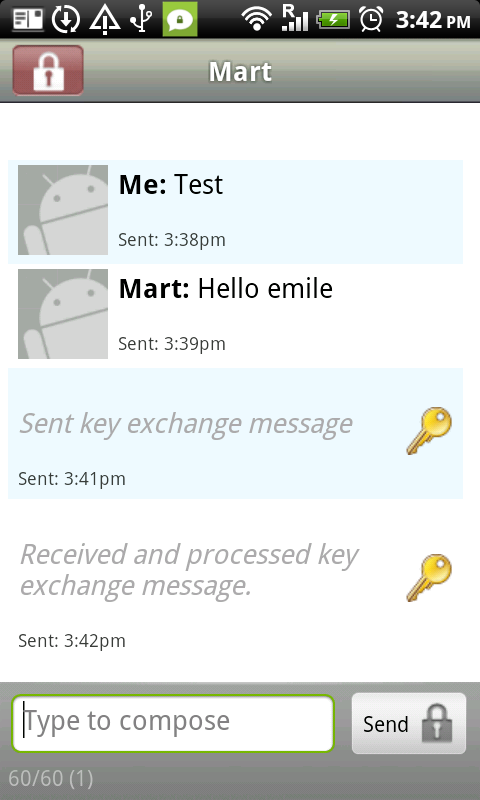 R
3:42 PM
Mart
Me: Test
Sent: 3:38pm
Mart: Hello emile
Sent: 3:39pm
Sent key exchange message
Sent: 3:41pm
Received and processed key
exchange message.
Sent: 3:42pm
Type to compose
Send
60/60 (1)